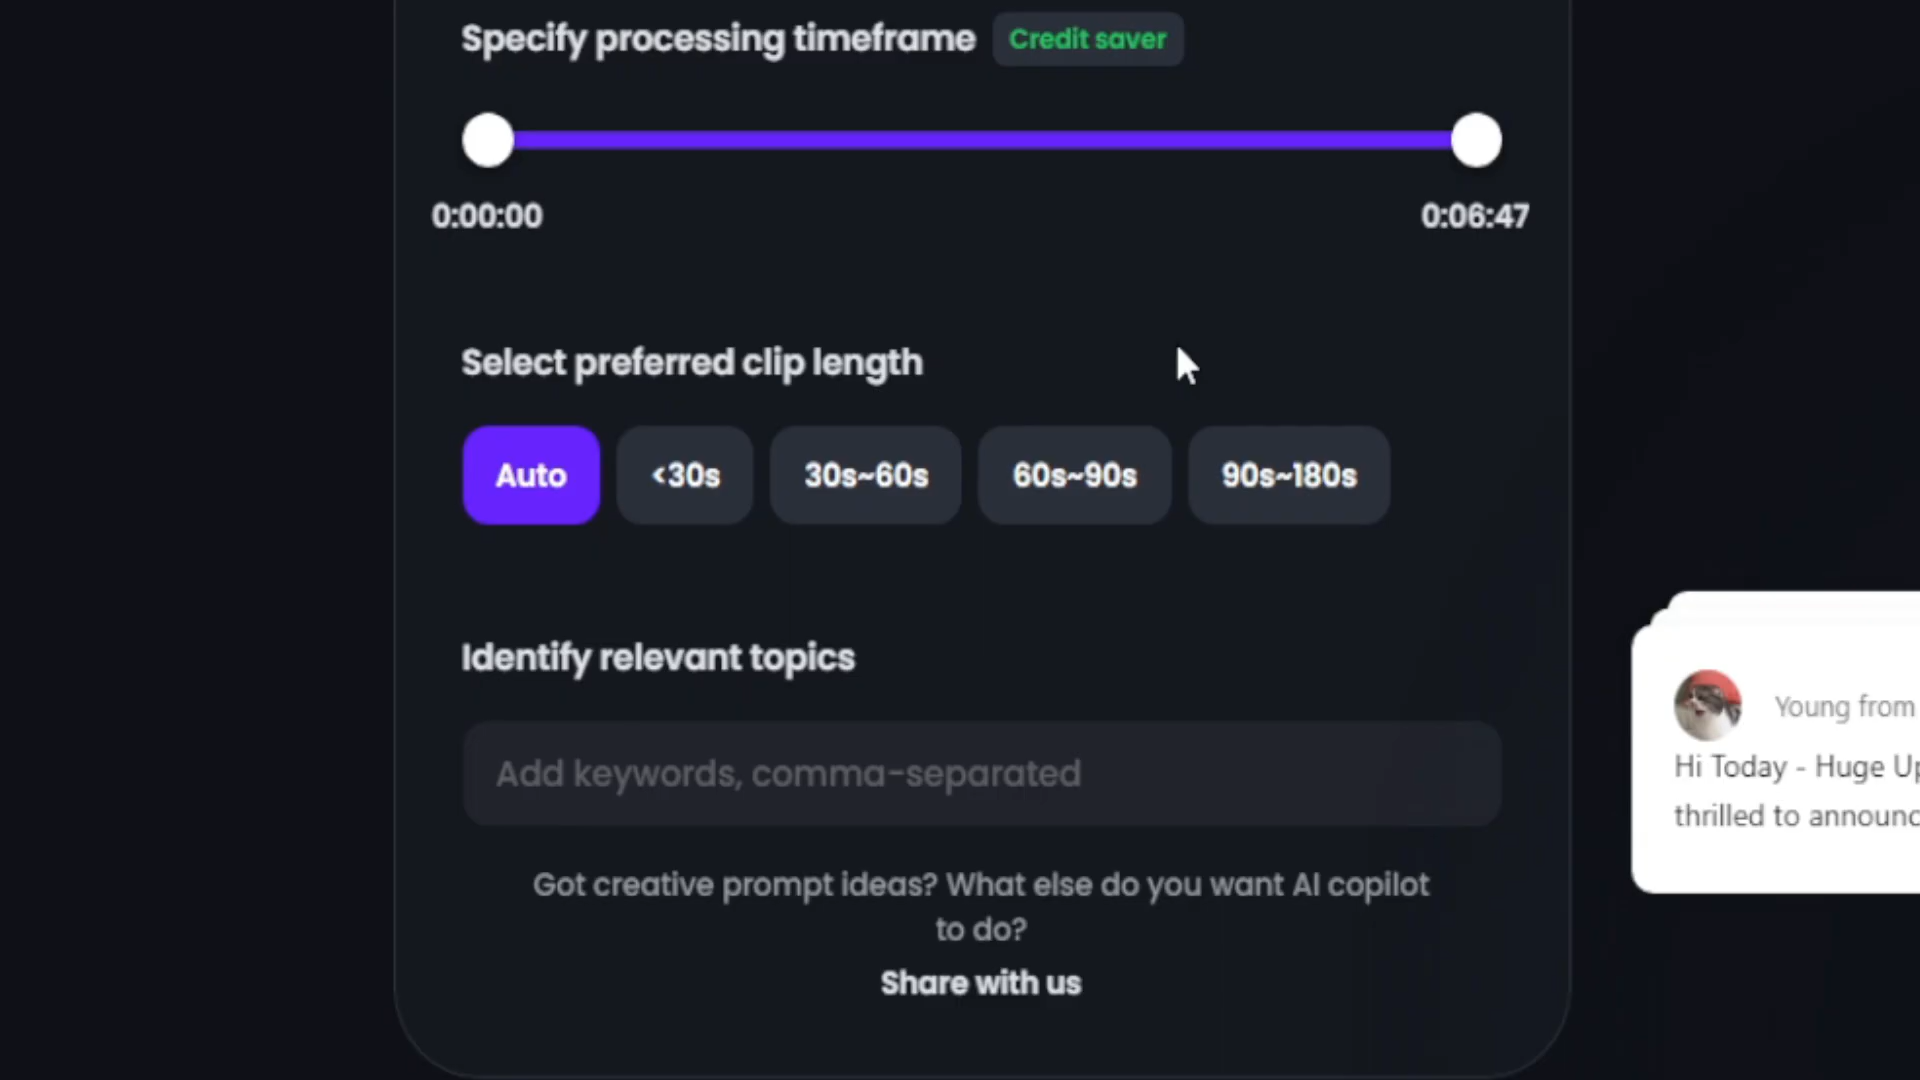 Specify processing timeframe Credit saver
0:00:00 0:06:47
Select preferred clip length
Auto <30s 30s~60s 60s~90s 90s~180s
Identify relevant topics
Add keywords, comma-separated
Got creative prompt ideas? What else do you want AI copilot
to do?
Share with us
Young from
Hi Today - Huge
thrilled to